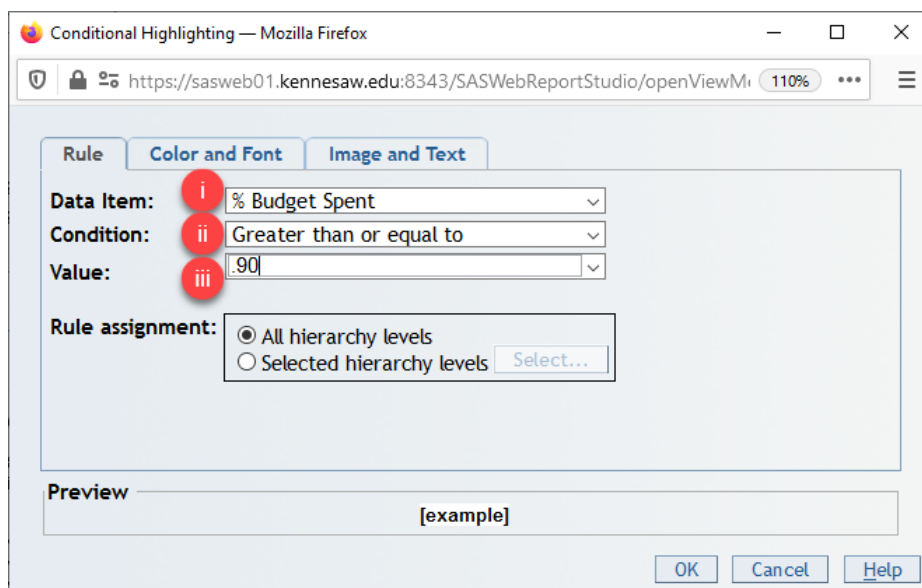 Conditional Highlighting — Mozilla Firefox
https://sasweb01.kennesaw.edu:8343/SASWebReportStudio/openViewM 110%
Rule Color and Font Image and Text
Data Item: i % Budget Spent
Condition: ii Greater than or equal to
Value: iii .90
Rule assignment: All hierarchy levels
Selected hierarchy levels Select...
Preview
[example]
OK Cancel Help